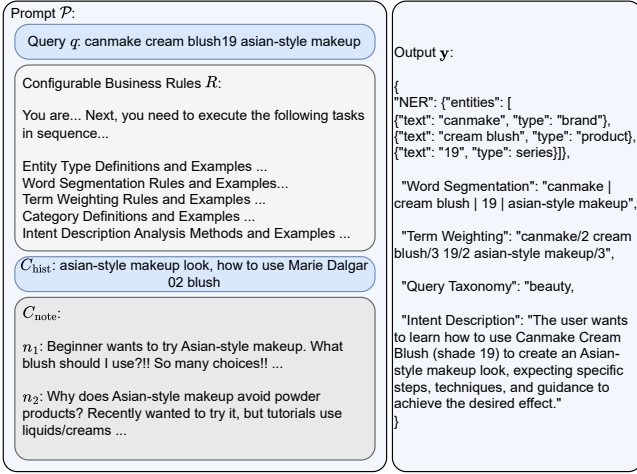 Prompt 𝒫:
Query q: canmake cream blush19 asian-style makeup
Configurable Business Rules R:
You are... Next, you need to execute the following tasks
in sequence...
Entity Type Definitions and Examples ...
Word Segmentation Rules and Examples...
Term Weighting Rules and Examples ...
Category Definitions and Examples ...
Intent Description Analysis Methods and Examples ...
C_hist: asian-style makeup look, how to use Marie Dalgar
02 blush
C_note:
n₁: Beginner wants to try Asian-style makeup. What
blush should I use?!! So many choices!! ...
n₂: Why does Asian-style makeup avoid powder
products? Recently wanted to try it, but tutorials use
liquids/creams ...
Output y:
{
"NER": {"entities": [
{"text": "canmake", "type": "brand"},
{"text": "cream blush", "type": "product},
{"text": "19", "type": series}]},
"Word Segmentation": "canmake |
cream blush | 19 | asian-style makeup",
"Term Weighting": "canmake/2 cream
blush/3 19/2 asian-style makeup/3",
"Query Taxonomy": "beauty,
"Intent Description": "The user wants
to learn how to use Canmake Cream
Blush (shade 19) to create an Asian-
style makeup look, expecting specific
steps, techniques, and guidance to
achieve the desired effect."
}